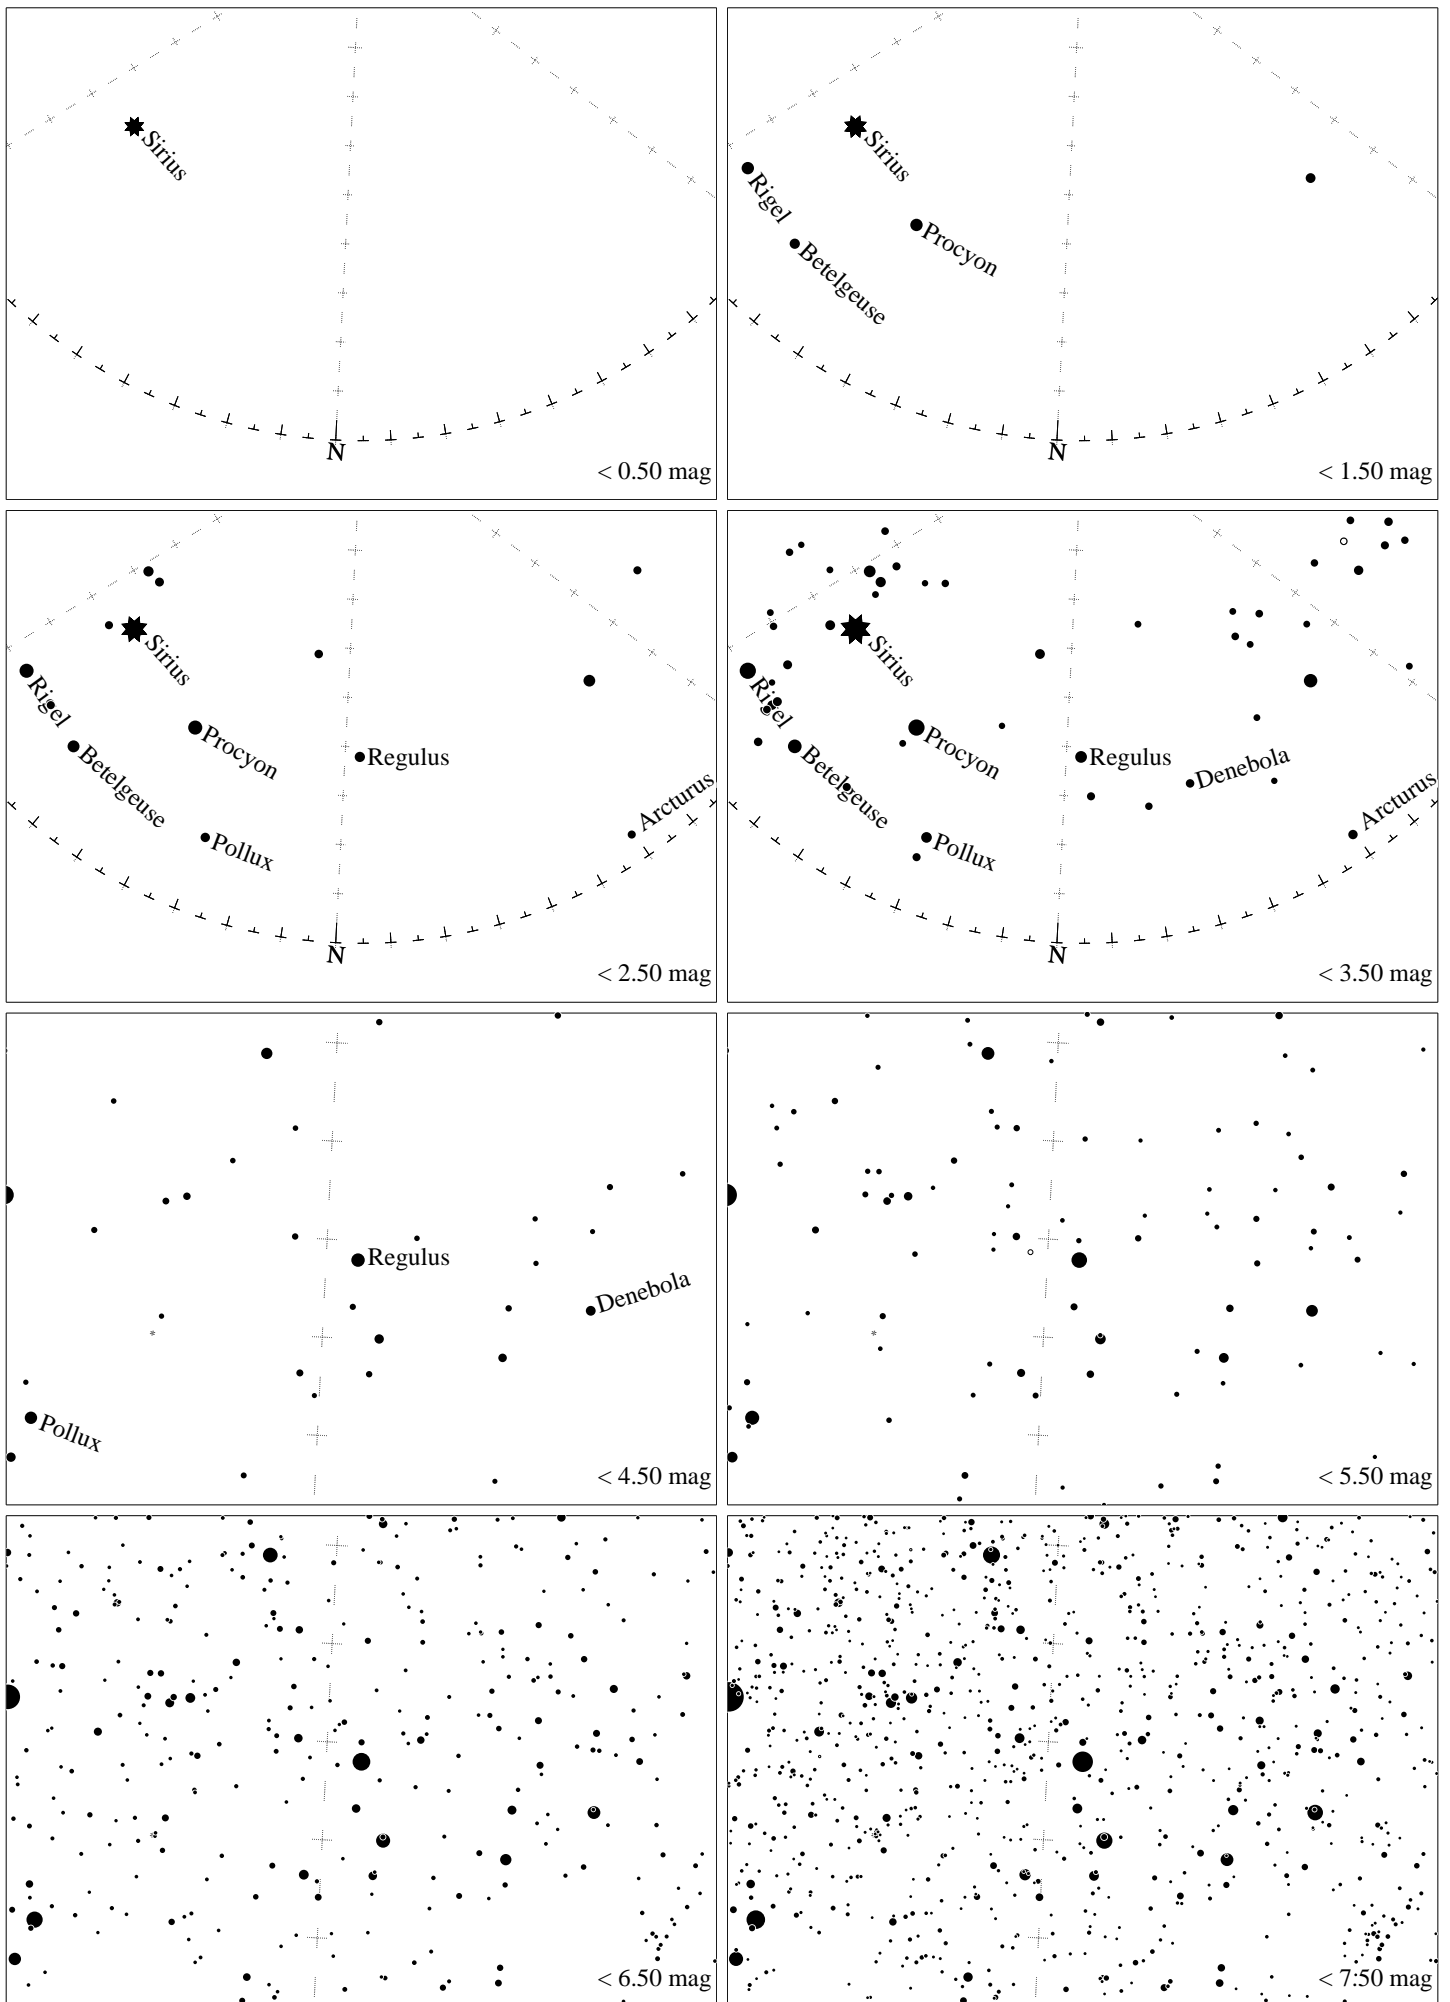 Sirius
N
< 0.50 mag
Sirius
Rigel
Procyon
Betelgeuse
N
< 1.50 mag
Sirius
Rigel
Procyon
Regulus
Betelgeuse
Arcturus
Pollux
N
< 2.50 mag
Sirius
Rigel
Procyon
Regulus
Denebola
Betelgeuse
Arcturus
Pollux
N
< 3.50 mag
Regulus
Denebola
Pollux
< 4.50 mag
< 5.50 mag
< 6.50 mag
< 7.50 mag